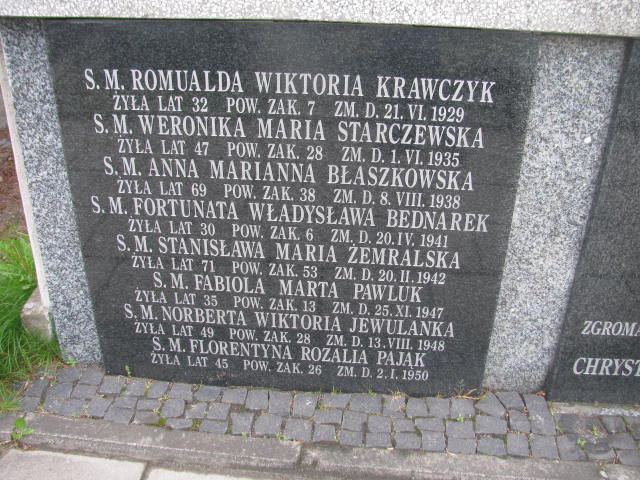 S. M. ROMUALDA WIKTORIA KRAWCZYK
ŻYŁA LAT 32 POW. ZAK. 7 ZM. D. 21. VI. 1929
S. M. WERONIKA MARIA STARCZEWSKA
ŻYŁA LAT 47 POW. ZAK. 28 ZM. D. 1. VI. 1935
S. M. ANNA MARIANNA BŁASZKOWSKA
ŻYŁA LAT 69 POW. ZAK. 38 ZM. D. 8. VIII. 1938
S. M. FORTUNATA WŁADYSŁAWA BEDNAREK
ŻYŁA LAT 30 POW. ZAK. 6 ZM. D. 20. IV. 1941
S. M. STANISŁAWA MARIA ŻEMRALSKA
ŻYŁA LAT 71 POW. ZAK. 53 ZM. D. 20. II. 1942
S. M. FABIOLA MARTA PAWLUK
ŻYŁA LAT 35 POW. ZAK. 13 ZM. D. 25. XI. 1947
S. M. NORBERTA WIKTORIA JEWULANKA
ŻYŁA LAT 49 POW. ZAK. 28 ZM. D. 13. VIII. 1948
S. M. FLORENTYNA ROZALIA PAJĄK
ŻYŁA LAT 45 POW. ZAK. 26 ZM. D. 2. I. 1950
ZGROMA
CHRYST